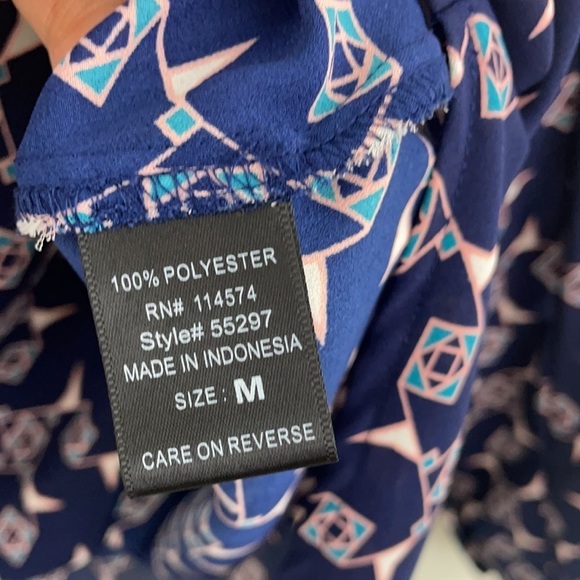 100% POLYESTER
RN# 114574
Style# 55297
MADE IN INDONESIA
SIZE: M
CARE ON REVERSE